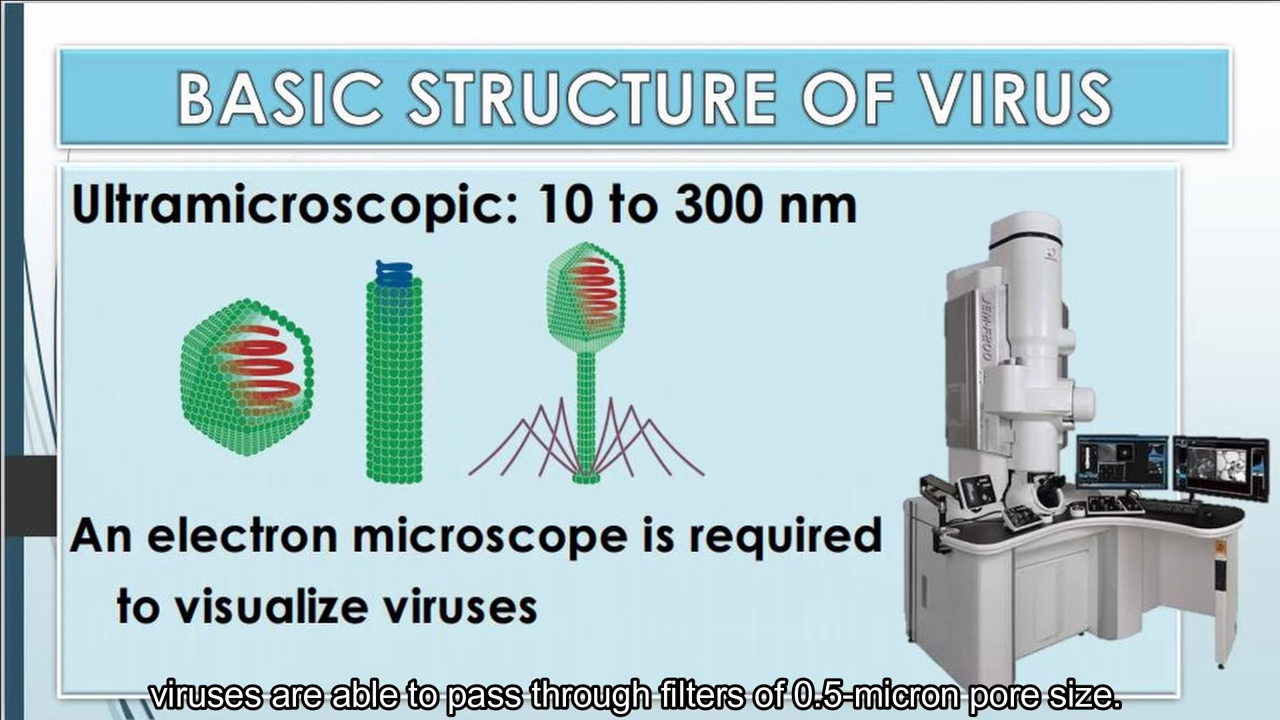 BASIC STRUCTURE OF VIRUS
Ultramicroscopic: 10 to 300 nm
An electron microscope is required
to visualize viruses
viruses are able to pass through filters of 0.5-micron pore size.